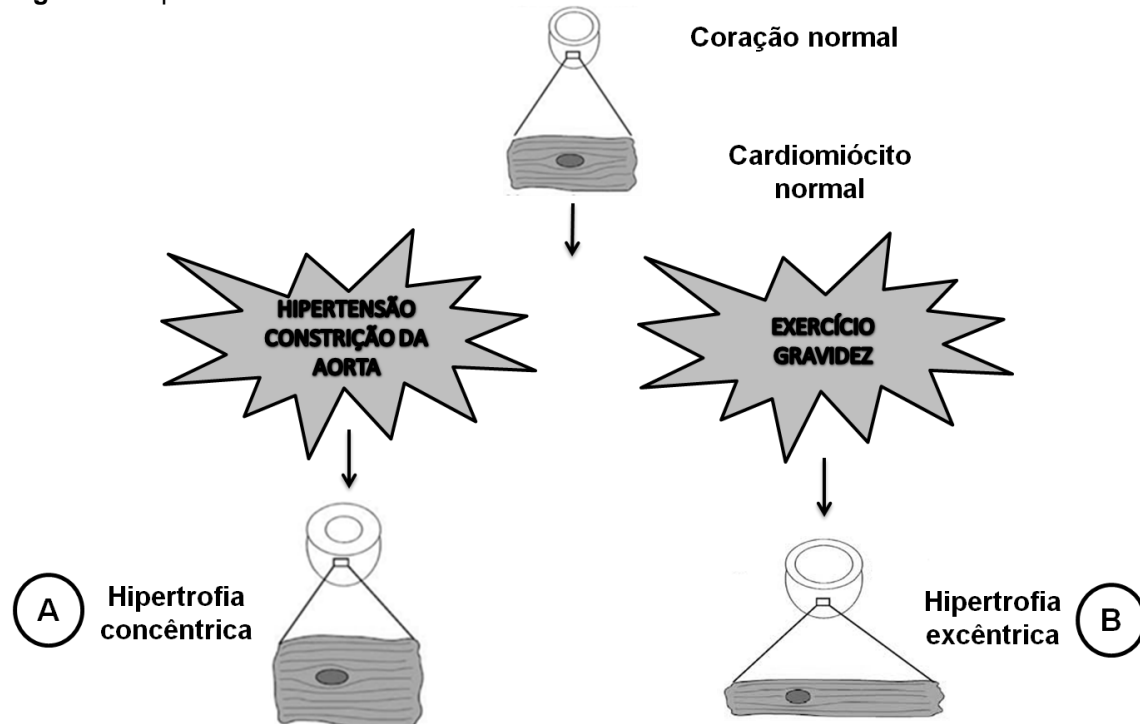 Coração normal
Cardiomiócito
normal
HIPERTENSÃO
CONSTRIÇÃO DA
AORTA
EXERCÍCIO
GRAVIDEZ
A
Hipertrofia
concêntrica
Hipertrofia
excêntrica
B